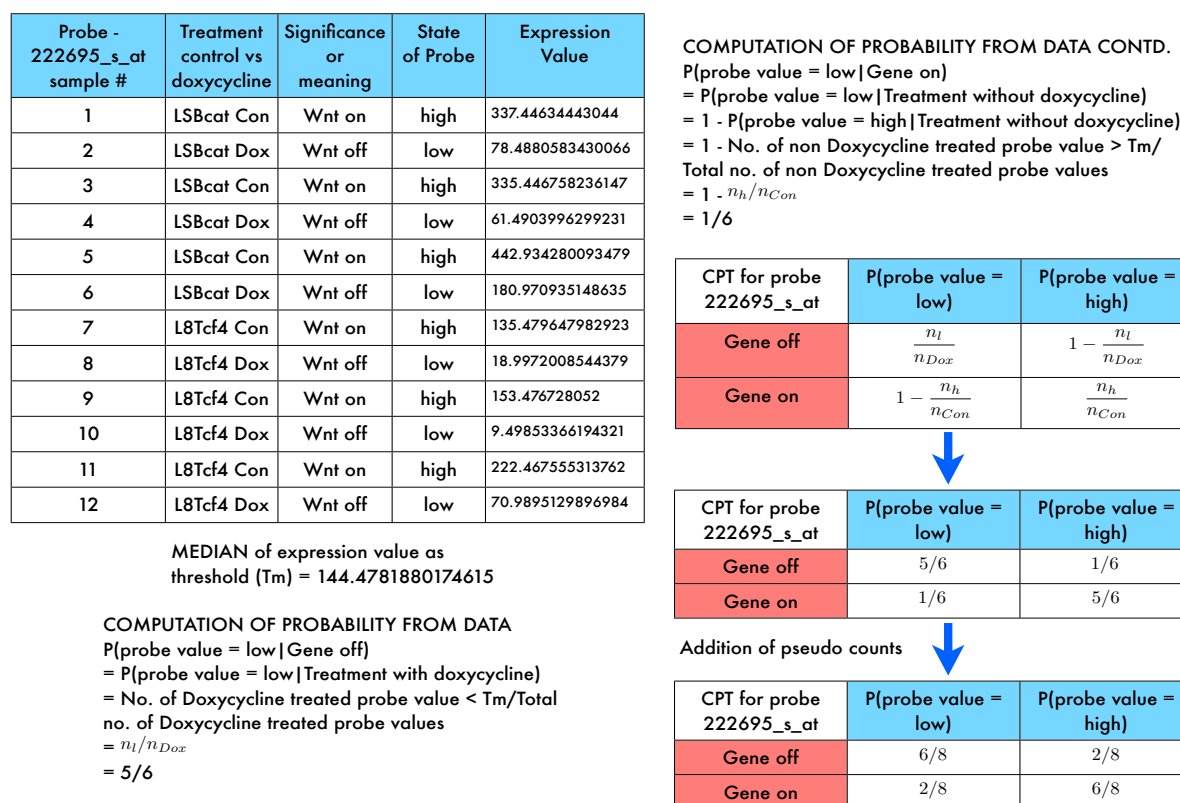 Probe - 222695_s_at sample # | Treatment control vs doxycycline | Significance or meaning | State of Probe | Expression Value
1 | LSBcat Con | Wnt on | high | 337.44634443044
2 | LSBcat Dox | Wnt off | low | 78.4880583430066
3 | LSBcat Con | Wnt on | high | 335.446758236147
4 | LSBcat Dox | Wnt off | low | 61.4903996299231
5 | LSBcat Con | Wnt on | high | 442.934280093479
6 | LSBcat Dox | Wnt off | low | 180.970935148635
7 | L8Tcf4 Con | Wnt on | high | 135.479647982923
8 | L8Tcf4 Dox | Wnt off | low | 18.9972008544379
9 | L8Tcf4 Con | Wnt on | high | 153.476728052
10 | L8Tcf4 Dox | Wnt off | low | 9.49853366194321
11 | L8Tcf4 Con | Wnt on | high | 222.467555313762
12 | L8Tcf4 Dox | Wnt off | low | 70.9895129896984
MEDIAN of expression value as
threshold (Tm) = 144.4781880174615
COMPUTATION OF PROBABILITY FROM DATA
P(probe value = low|Gene off)
= P(probe value = low|Treatment with doxycycline)
= No. of Doxycycline treated probe value < Tm/Total
no. of Doxycycline treated probe values
= n_l/n_{Dox}
= 5/6
COMPUTATION OF PROBABILITY FROM DATA CONTD.
P(probe value = low|Gene on)
= P(probe value = low|Treatment without doxycycline)
= 1 - P(probe value = high|Treatment without doxycycline)
= 1 - No. of non Doxycycline treated probe value > Tm/
Total no. of non Doxycycline treated probe values
= 1 - n_h/n_{Con}
= 1/6
CPT for probe 222695_s_at | P(probe value = low) | P(probe value = high)
Gene off | n_l/n_{Dox} | 1 − n_l/n_{Dox}
Gene on | 1 − n_h/n_{Con} | n_h/n_{Con}
CPT for probe 222695_s_at | P(probe value = low) | P(probe value = high)
Gene off | 5/6 | 1/6
Gene on | 1/6 | 5/6
Addition of pseudo counts
CPT for probe 222695_s_at | P(probe value = low) | P(probe value = high)
Gene off | 6/8 | 2/8
Gene on | 2/8 | 6/8